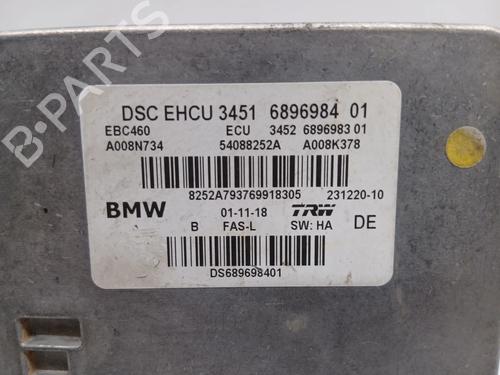 DSC EHCU 3451 6896984 01
EBC460 ECU 3452 6896983 01
A008N734 54088252A A008K378
8252A793769918305 231220-10
BMW 01-11-18 TRW DE
B FAS-L SW: HA
DS689698401
B-PARTS